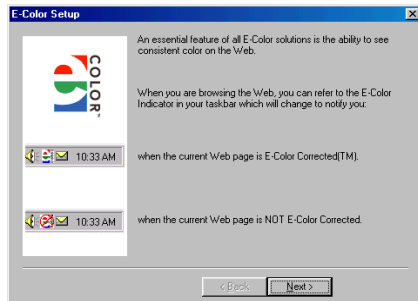 E-Color Setup
An essential feature of all E-Color solutions is the ability to see
consistent color on the Web.
COLOR
When you are browsing the Web, you can refer to the E-Color
Indicator in your taskbar which will change to notify you:
10:33 AM
when the current Web page is E-Color Corrected(TM).
10:33 AM
when the current Web page is NOT E-Color Corrected.
< Back
Next >